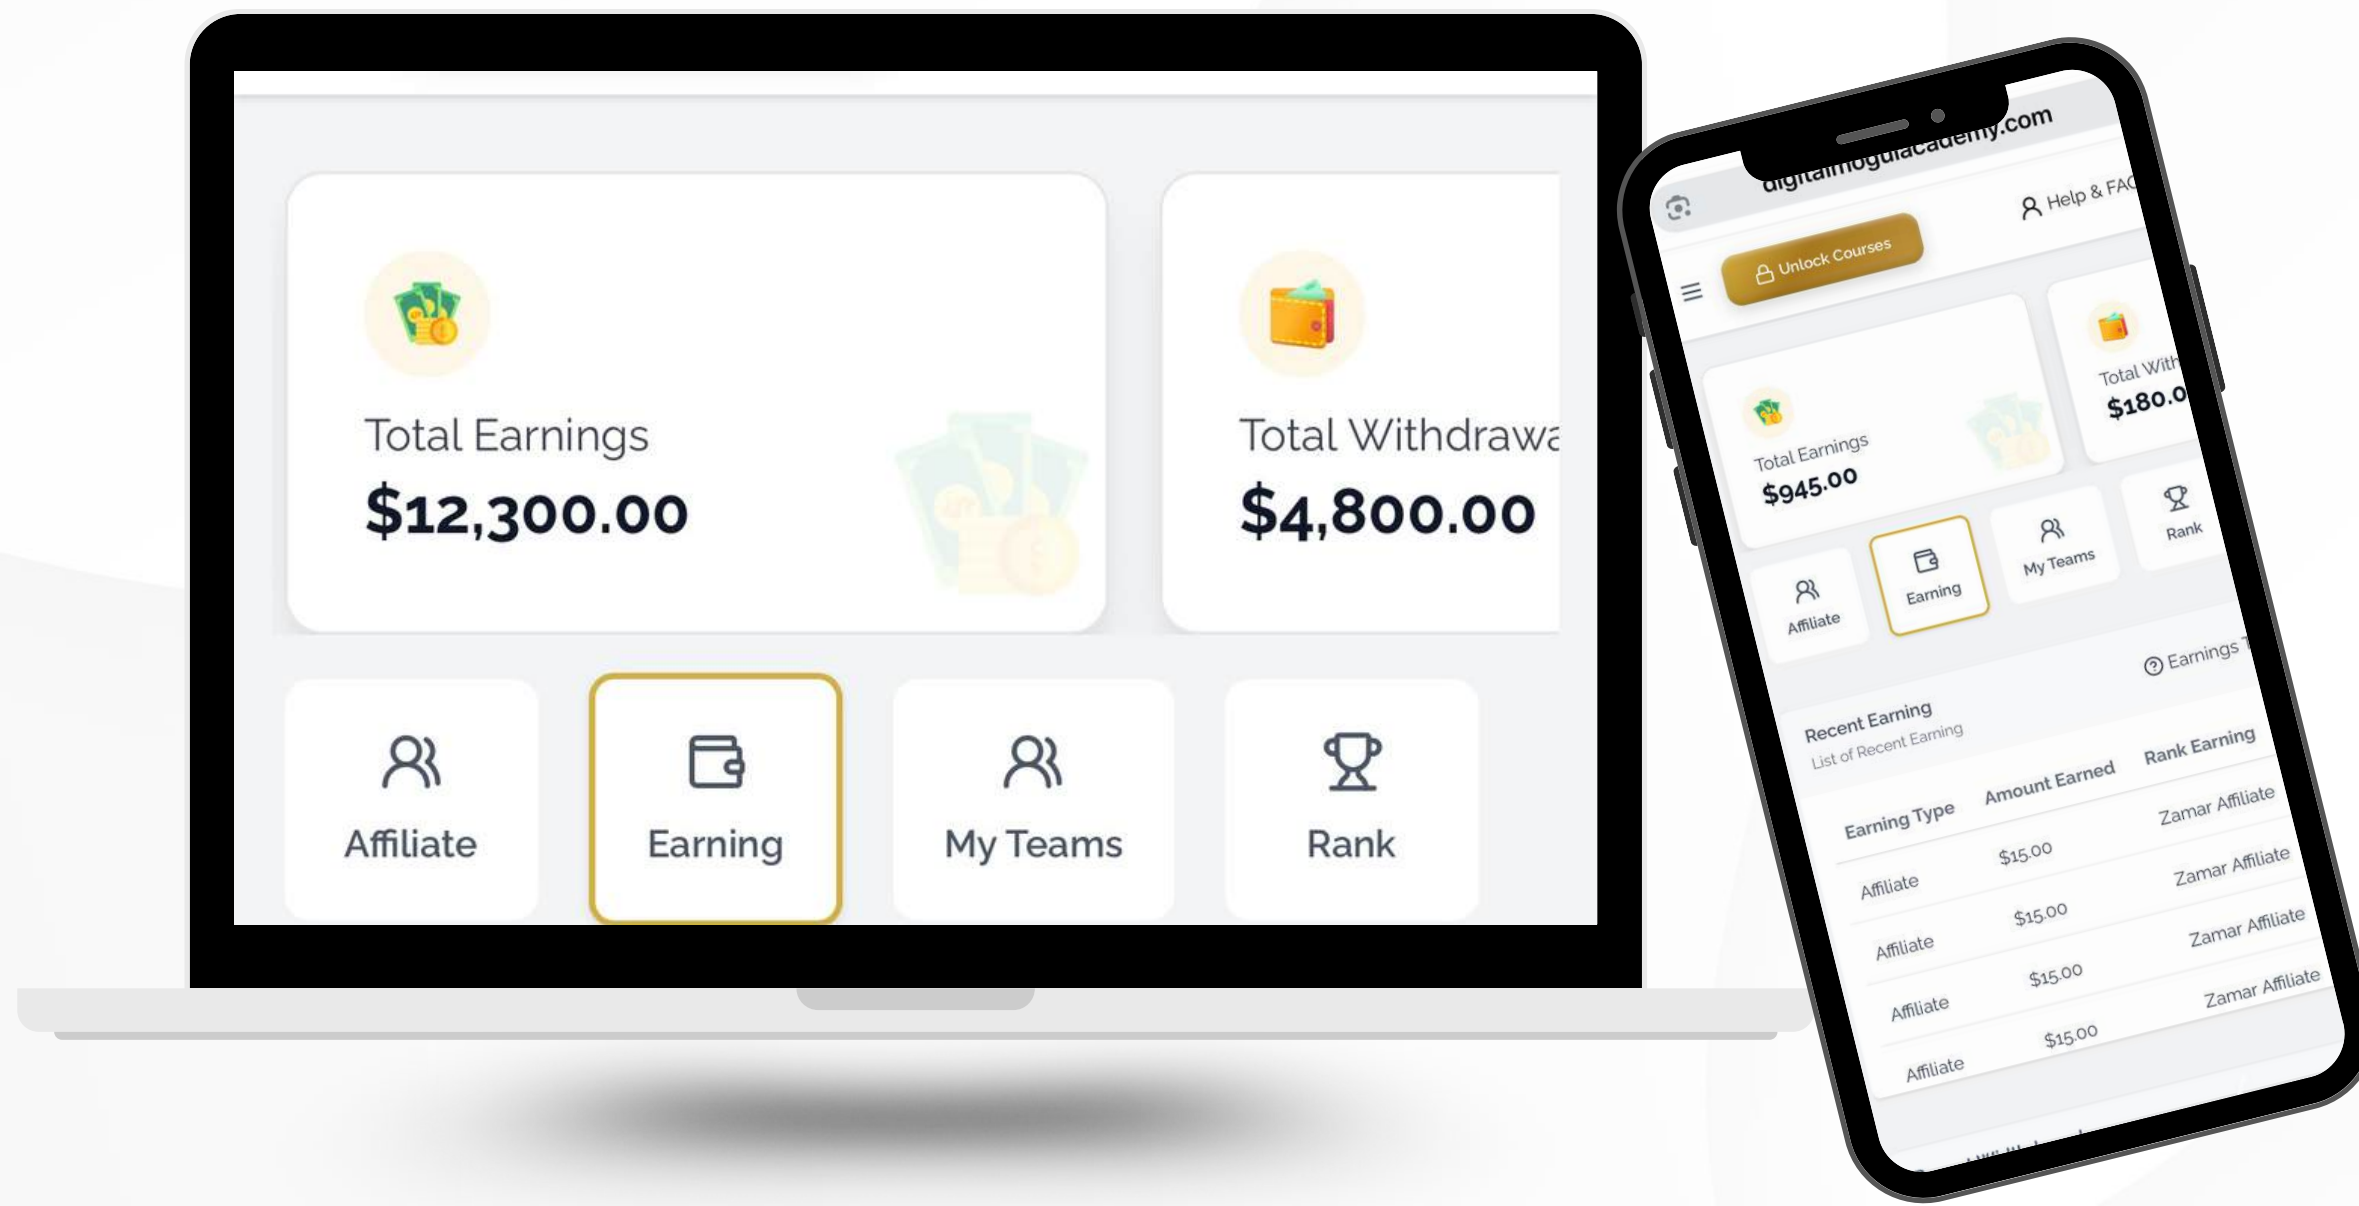 Total Earnings
$12,300.00
Total Withdrawa
$4,800.00
Affiliate
Earning
My Teams
Rank
digitalmogulacademy.com
Unlock Courses
Help & FAQ
Total Earnings
$945.00
Total With
$180.0
Affiliate
Earning
My Teams
Rank
Recent Earning
List of Recent Earning
Earnings T
Earning Type Amount Earned Rank Earning
Affiliate $15.00 Zamar Affiliate
Affiliate $15.00 Zamar Affiliate
Affiliate $15.00 Zamar Affiliate
Affiliate $15.00 Zamar Affiliate